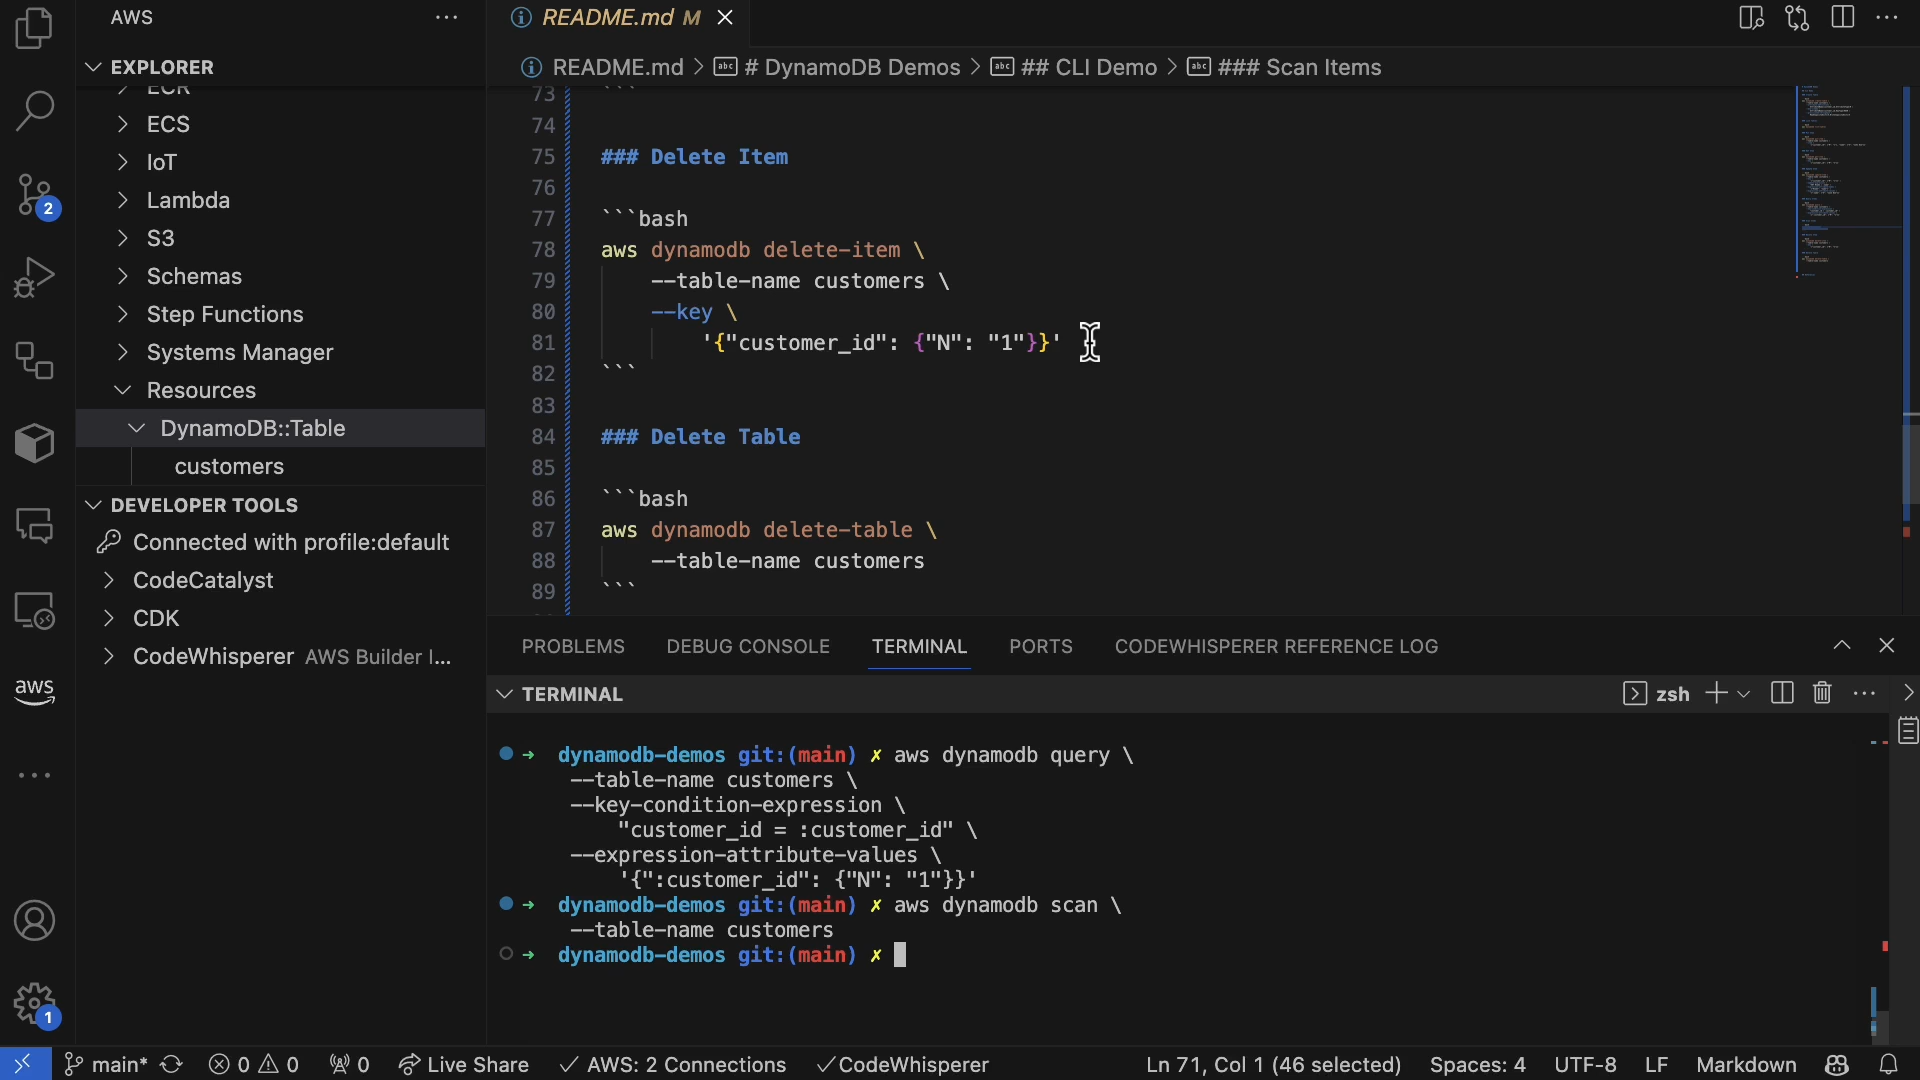 AWS
EXPLORER
ECR
ECS
IoT
Lambda
S3
Schemas
Step Functions
Systems Manager
Resources
DynamoDB::Table
customers
DEVELOPER TOOLS
Connected with profile:default
CodeCatalyst
CDK
CodeWhisperer AWS Builder I...
2
aws
1
README.md M
README.md > # DynamoDB Demos > ## CLI Demo > ### Scan Items
73 ```
74
75 ### Delete Item
76
77 ```bash
78 aws dynamodb delete-item \
79 --table-name customers \
80 --key \
81 '{"customer_id": {"N": "1"}}'
82 ```
83
84 ### Delete Table
85
86 ```bash
87 aws dynamodb delete-table \
88 --table-name customers
89 ```
PROBLEMS DEBUG CONSOLE TERMINAL PORTS CODEWHISPERER REFERENCE LOG
TERMINAL
zsh
→ dynamodb-demos git:(main) ✗ aws dynamodb query \
--table-name customers \
--key-condition-expression \
"customer_id = :customer_id" \
--expression-attribute-values \
'{":customer_id": {"N": "1"}}'
→ dynamodb-demos git:(main) ✗ aws dynamodb scan \
--table-name customers
→ dynamodb-demos git:(main) ✗
main* 0 0 0 Live Share ✓ AWS: 2 Connections ✓ CodeWhisperer Ln 71, Col 1 (46 selected) Spaces: 4 UTF-8 LF Markdown